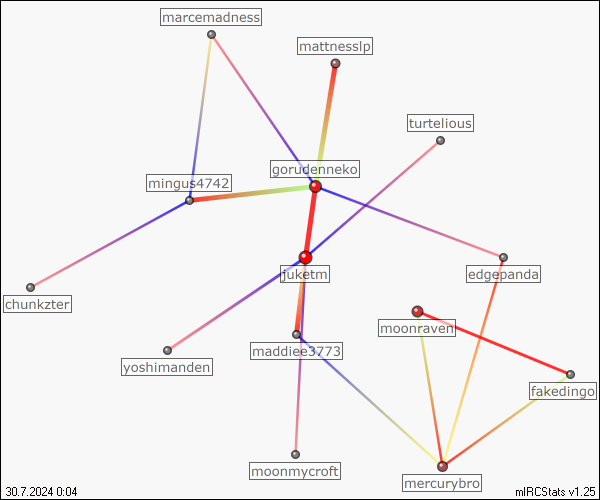 marcemadness
mattnesslp
turtelious
gorudenneko
mingus4742
juketm
edgepanda
chunkzter
moonraven
maddiee3773
yoshimanden
fakedingo
moonmycroft
mercurybro
30.7.2024 0:04
mIRCStats v1.25